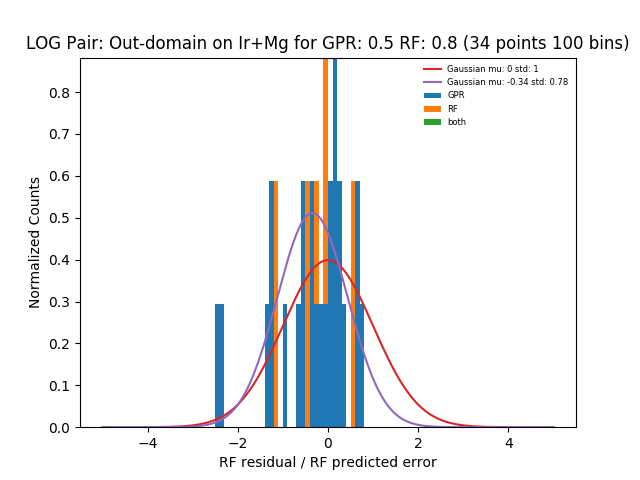 LOG Pair: Out-domain on Ir+Mg for GPR: 0.5 RF: 0.8 (34 points 100 bins)
Gaussian mu: 0 std: 1
Gaussian mu: -0.34 std: 0.78
GPR
RF
both
Normalized Counts
0.8
0.7
0.6
0.5
0.4
0.3
0.2
0.1
0.0
−4 −2 0 2 4
RF residual / RF predicted error